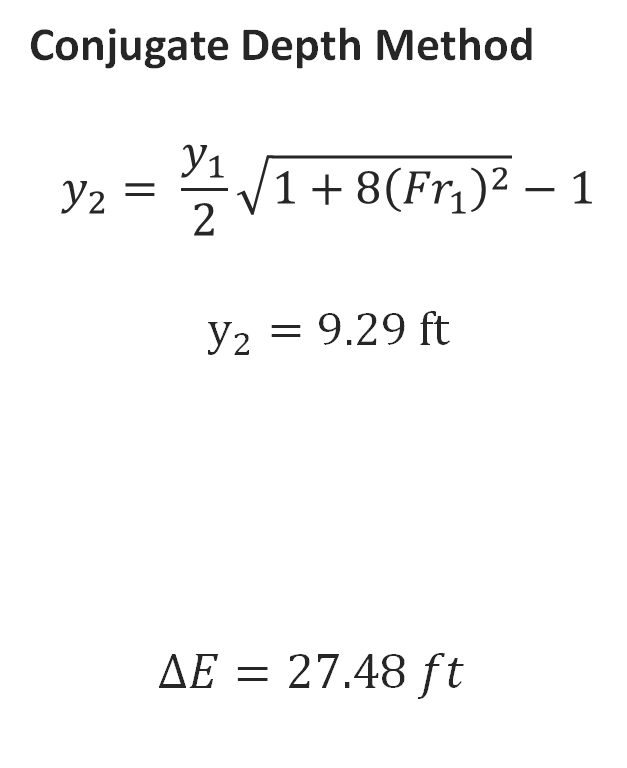 Conjugate Depth Method
y₂ = y₁/2 √(1 + 8(Fr₁)²) − 1
y₂ = 9.29 ft
ΔE = 27.48 ft